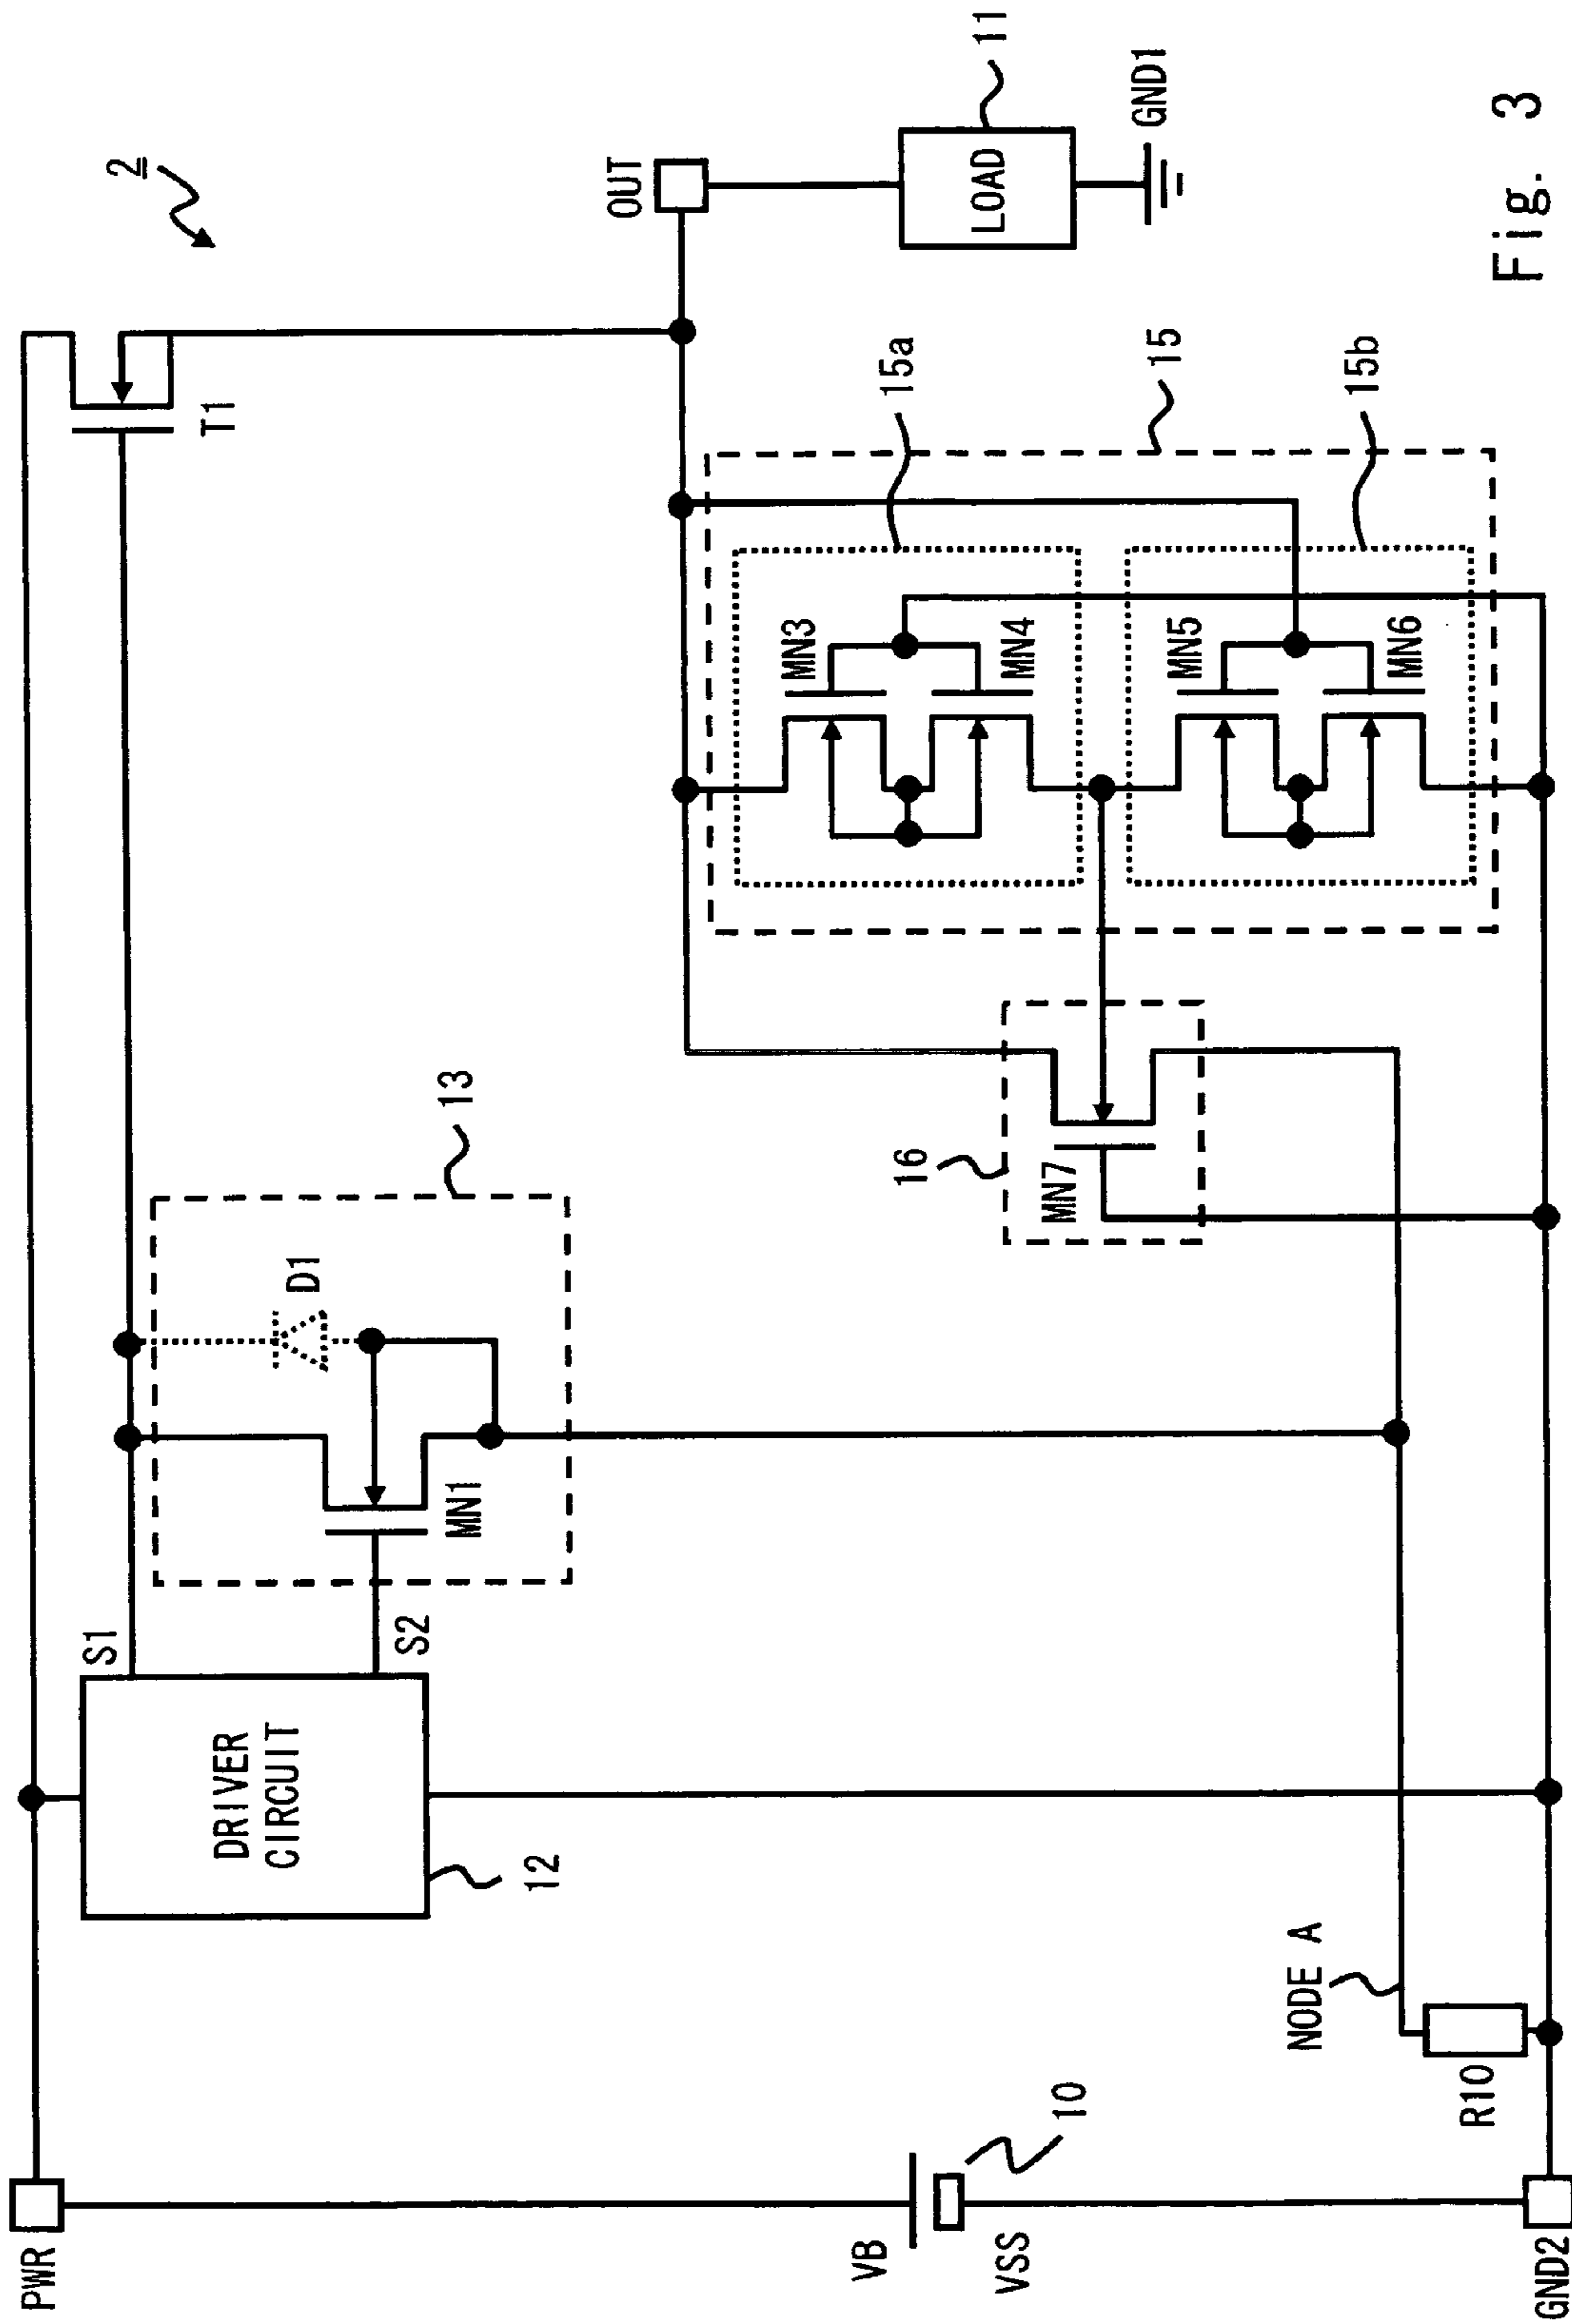 2
PWR
S1
S2
DRIVER
CIRCUIT
12
13
D1
MN1
T1
OUT
LOAD
11
GND1
15a
15
15b
MN3
MN4
MN5
MN6
16
MN7
VB
VSS
10
NODE A
R10
GND2
Fig. 3